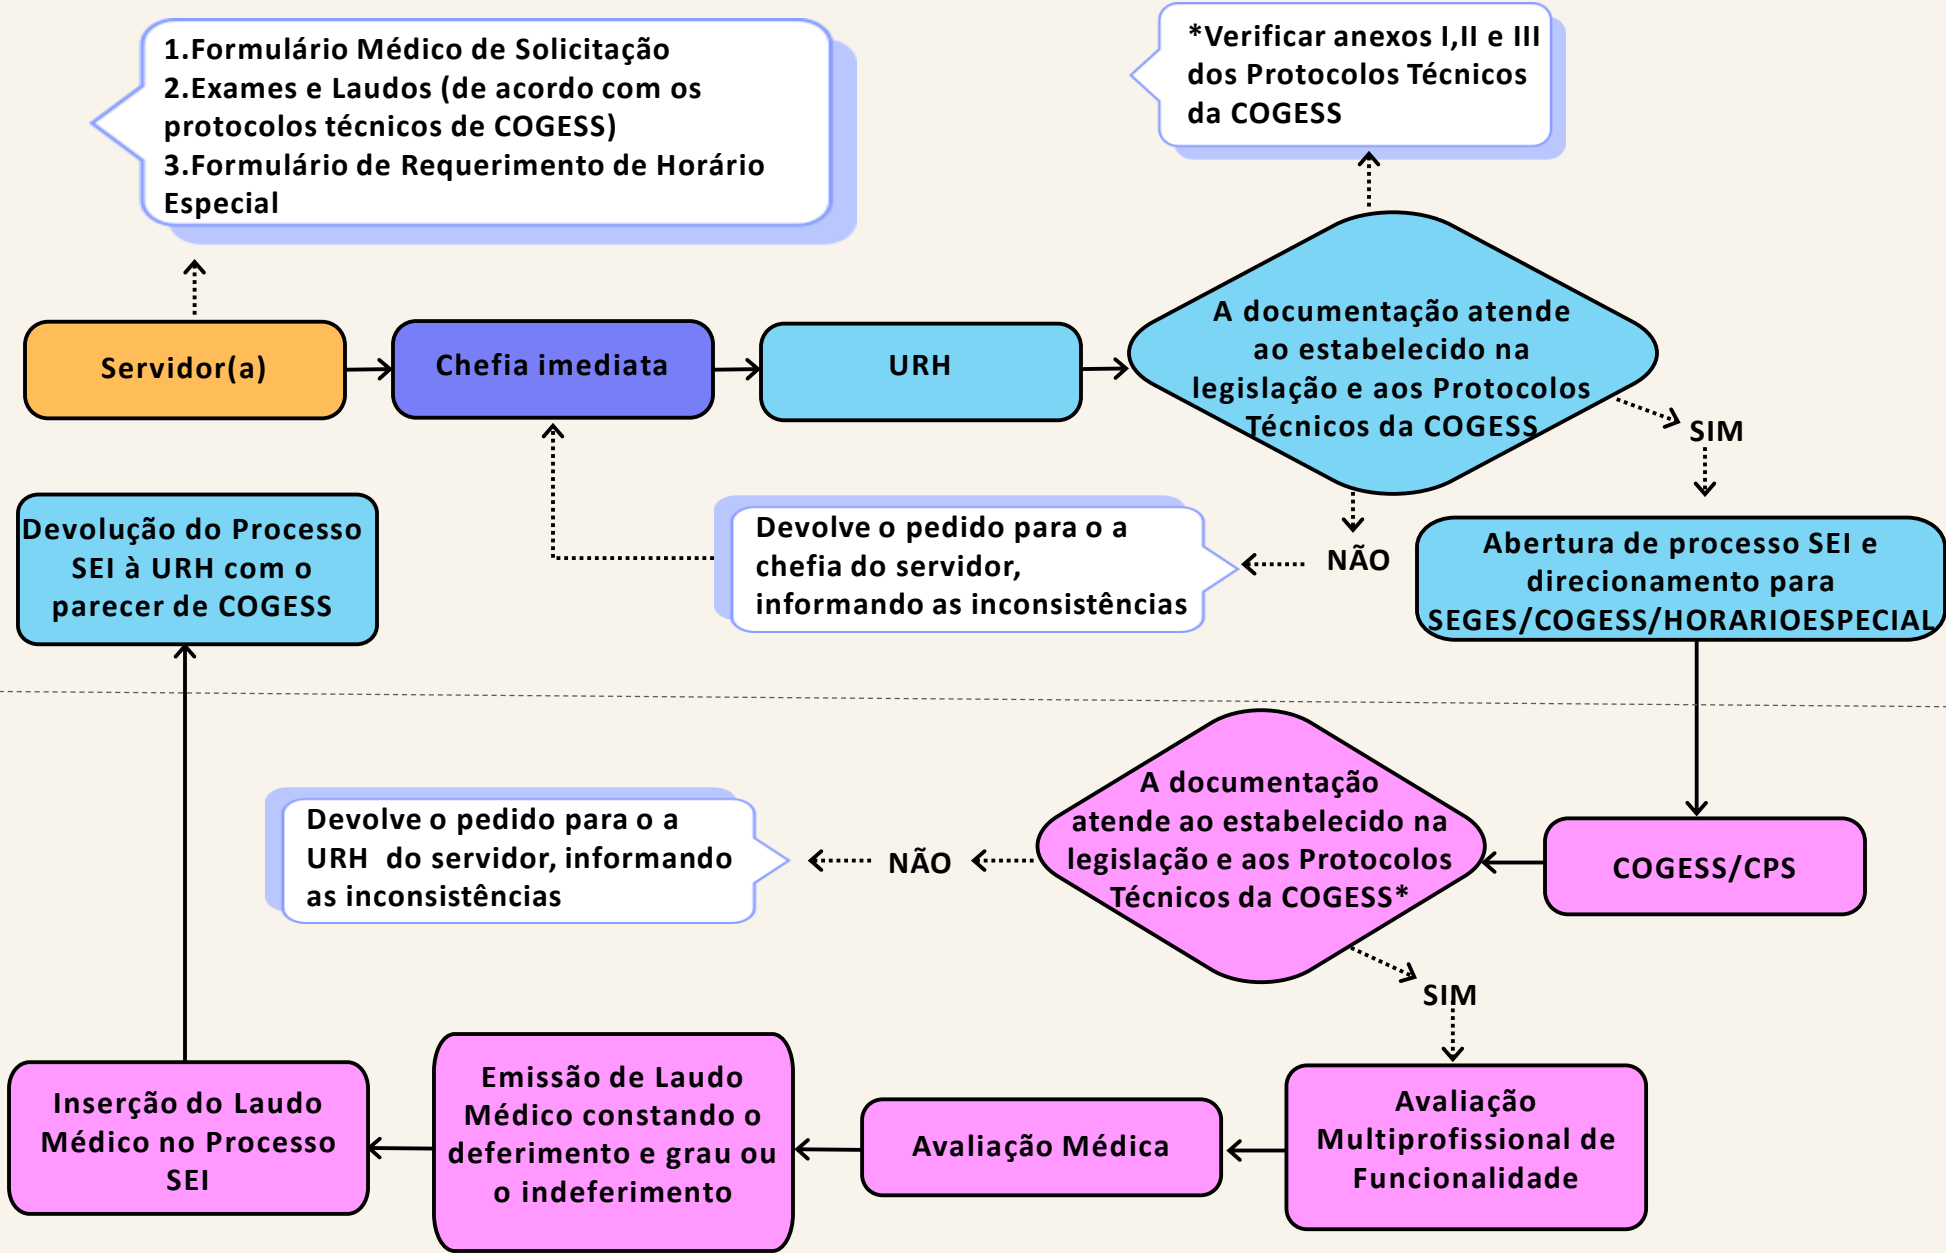 1.Formulário Médico de Solicitação
2.Exames e Laudos (de acordo com os
protocolos técnicos de COGESS)
3.Formulário de Requerimento de Horário
Especial
*Verificar anexos I,II e III
dos Protocolos Técnicos
da COGESS
Servidor(a)
Chefia imediata
URH
A documentação atende
ao estabelecido na
legislação e aos Protocolos
Técnicos da COGESS
SIM
NÃO
Devolve o pedido para o a
chefia do servidor,
informando as inconsistências
Abertura de processo SEI e
direcionamento para
SEGES/COGESS/HORARIOESPECIAL
Devolução do Processo
SEI à URH com o
parecer de COGESS
COGESS/CPS
A documentação
atende ao estabelecido na
legislação e aos Protocolos
Técnicos da COGESS*
NÃO
Devolve o pedido para o a
URH  do servidor, informando
as inconsistências
SIM
Avaliação
Multiprofissional de
Funcionalidade
Avaliação Médica
Emissão de Laudo
Médico constando o
deferimento e grau ou
o indeferimento
Inserção do Laudo
Médico no Processo
SEI